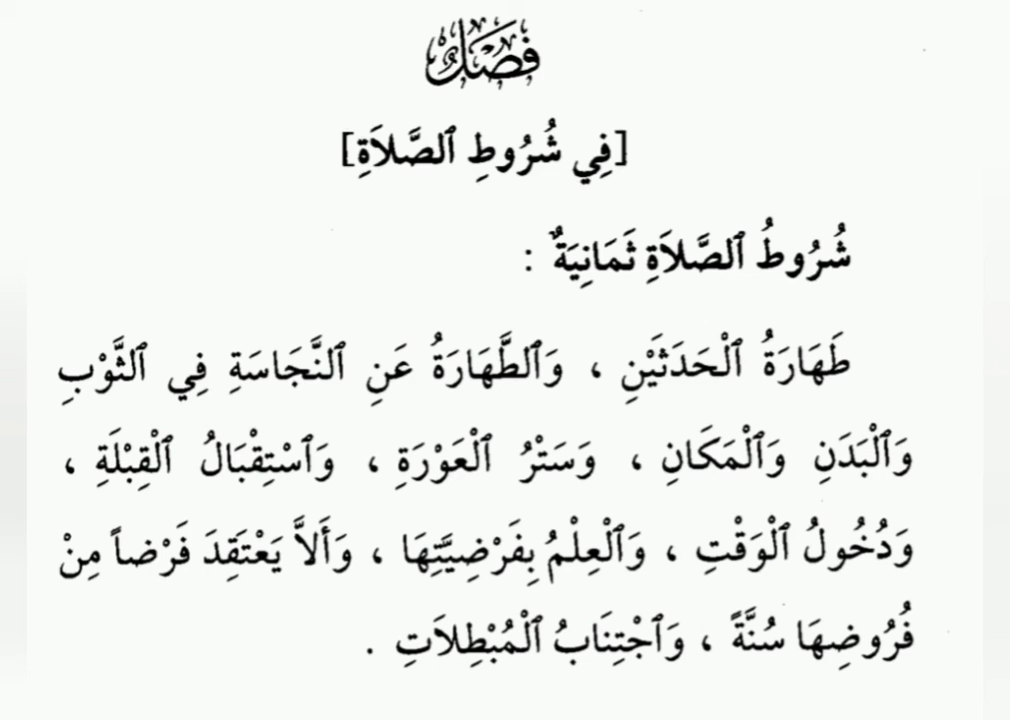 فَصْلٌ
[فِي شُرُوطِ ٱلصَّلاَةِ]
شُرُوطُ ٱلصَّلاَةِ ثَمَانِيَةٌ :
طَهَارَةُ ٱلْحَدَثَيْنِ ، وَٱلطَّهَارَةُ عَنِ ٱلنَّجَاسَةِ فِي ٱلثَّوْبِ
وَٱلْبَدَنِ وَٱلْمَكَانِ ، وَسَتْرُ ٱلْعَوْرَةِ ، وَٱسْتِقْبَالُ ٱلْقِبْلَةِ ،
وَدُخُولُ ٱلْوَقْتِ ، وَٱلْعِلْمُ بِفَرْضِيَّتِهَا ، وَأَلاَّ يَعْتَقِدَ فَرْضاً مِنْ
فُرُوضِهَا سُنَّةً ، وَٱجْتِنَابُ ٱلْمُبْطِلاَتِ .